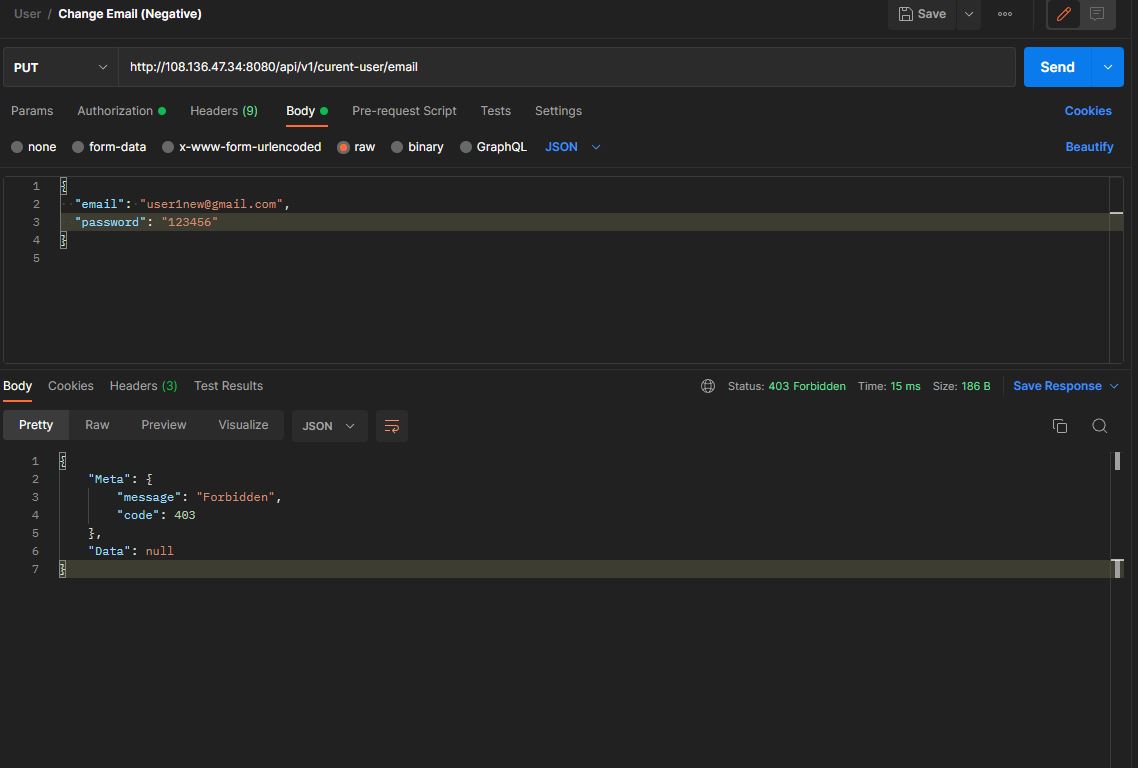 User / Change Email (Negative) Save
PUT http://108.136.47.34:8080/api/v1/curent-user/email Send
Params Authorization Headers (9) Body Pre-request Script Tests Settings Cookies
none form-data x-www-form-urlencoded raw binary GraphQL JSON Beautify
1 {
2 "email": "user1new@gmail.com",
3 "password": "123456"
4 }
5
Body Cookies Headers (3) Test Results Status: 403 Forbidden Time: 15 ms Size: 186 B Save Response
Pretty Raw Preview Visualize JSON
1 {
2 "Meta": {
3 "message": "Forbidden",
4 "code": 403
5 },
6 "Data": null
7 }